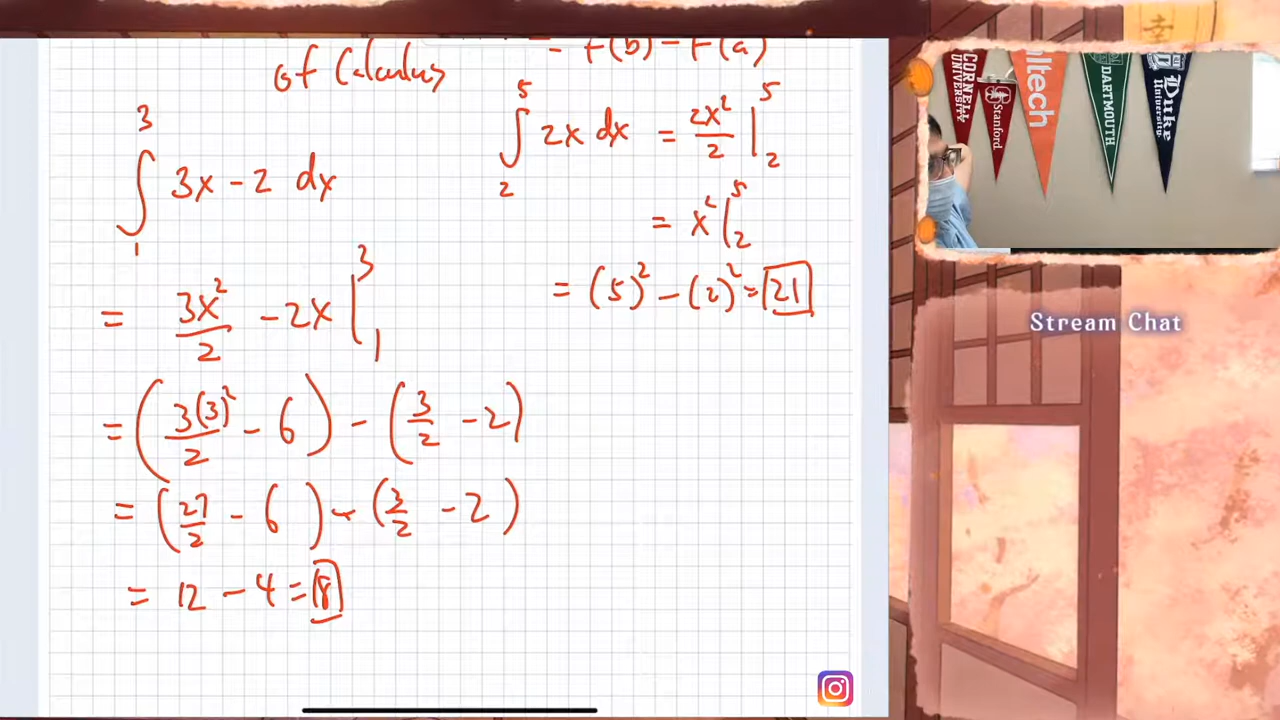 of Calculus
= F(b) - F(a)
∫₁³ 3x - 2 dx
= 3x²/2 - 2x |₁³
= (3(3)²/2 - 6) - (3/2 - 2)
= (27/2 - 6) - (3/2 - 2)
= 12 - 4 = 8
∫₂⁵ 2x dx = 2x²/2 |₂⁵
= x² |₂⁵
= (5)² - (2)² = 21
幸
CORNELL UNIVERSITY
Stanford
ltech
DARTMOUTH
Duke University
Stream Chat